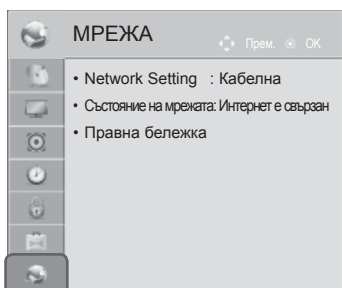 МРЕЖА
Прем. OK
• Network Setting : Кабелна
• Състояние на мрежата: Интернет е свързан
• Правна бележка